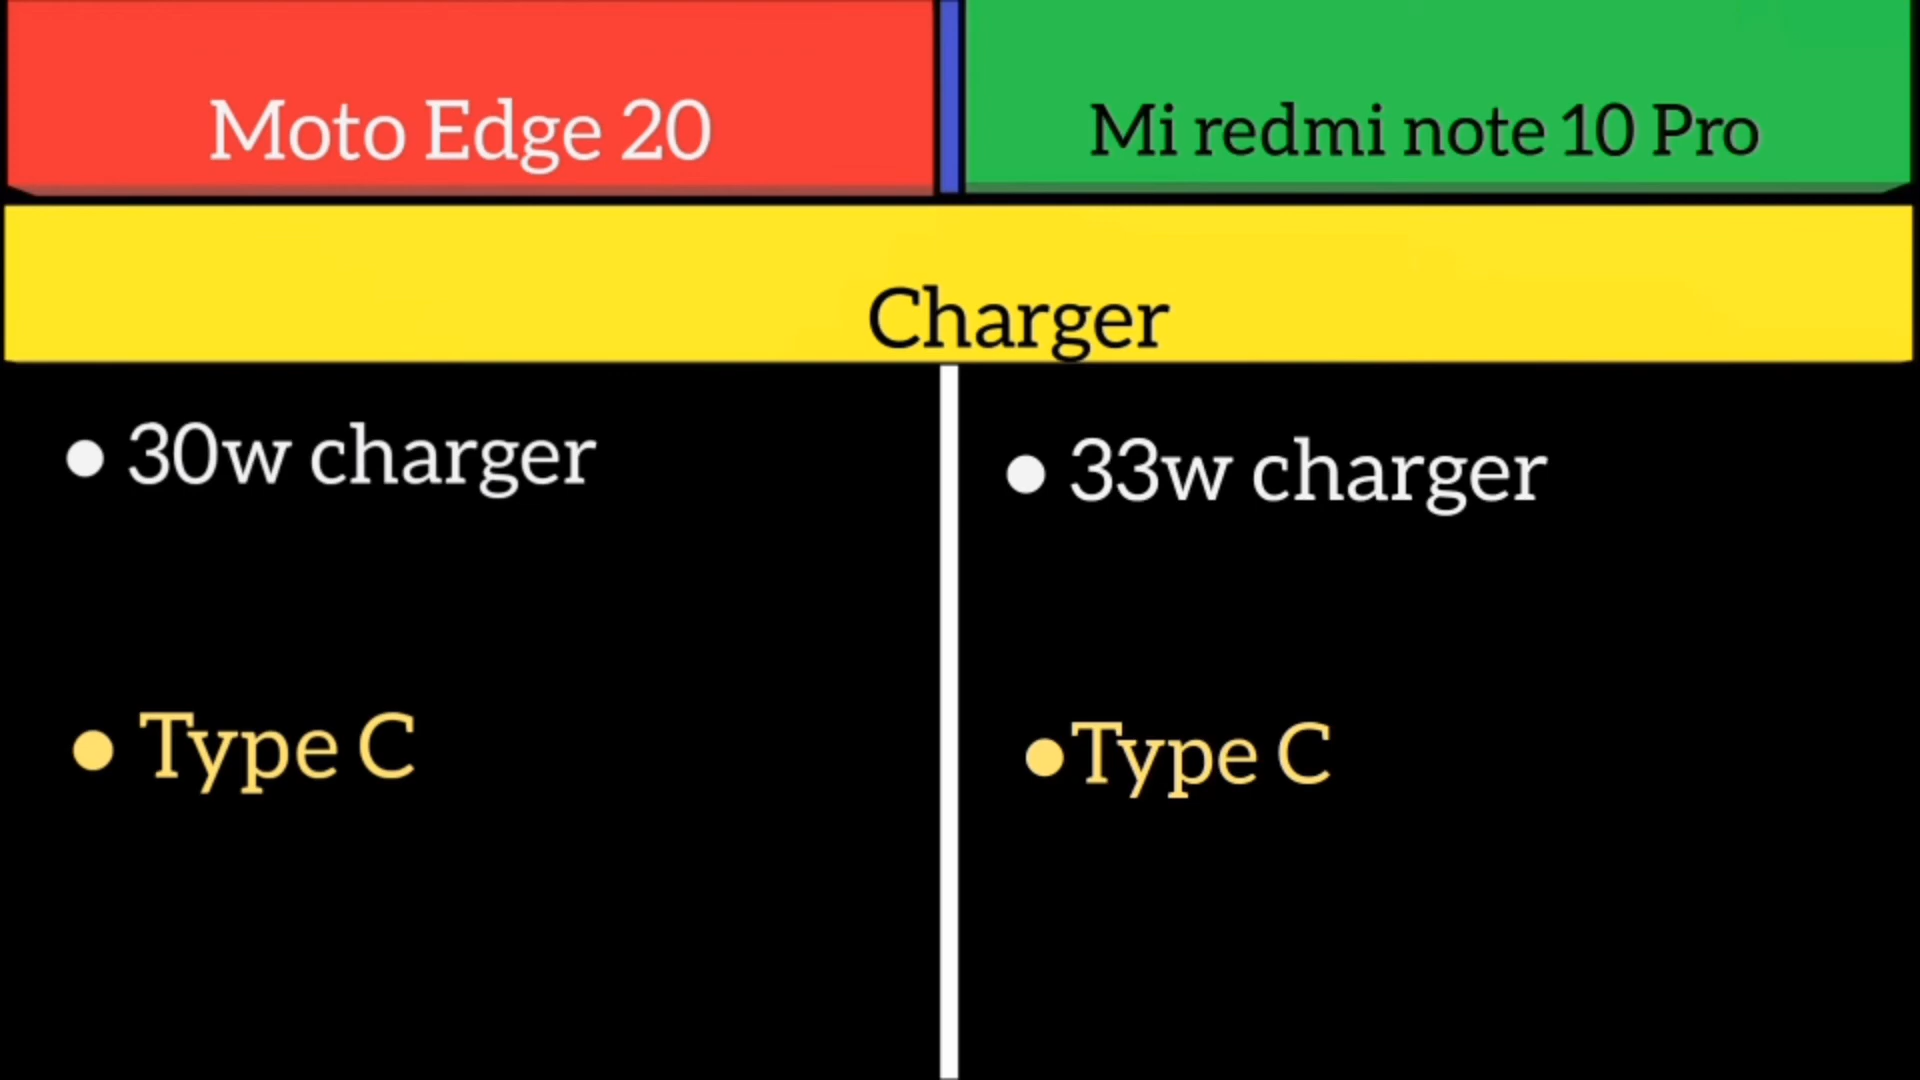 Moto Edge 20
Mi redmi note 10 Pro
Charger
● 30w charger
● 33w charger
● Type C
●Type C